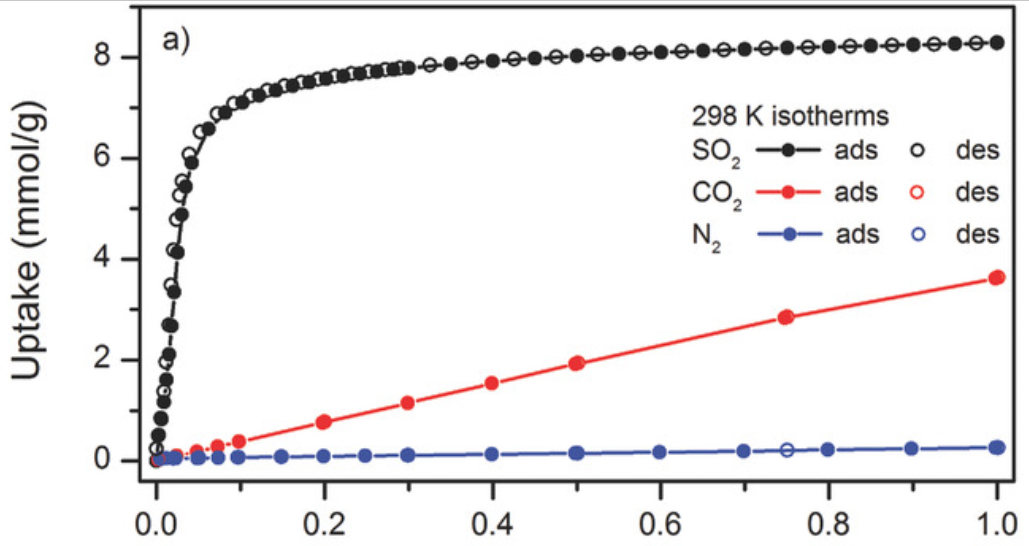 a)
Uptake (mmol/g)
8
6
4
2
0
298 K isotherms
SO₂ ads des
CO₂ ads des
N₂ ads des
0.0 0.2 0.4 0.6 0.8 1.0